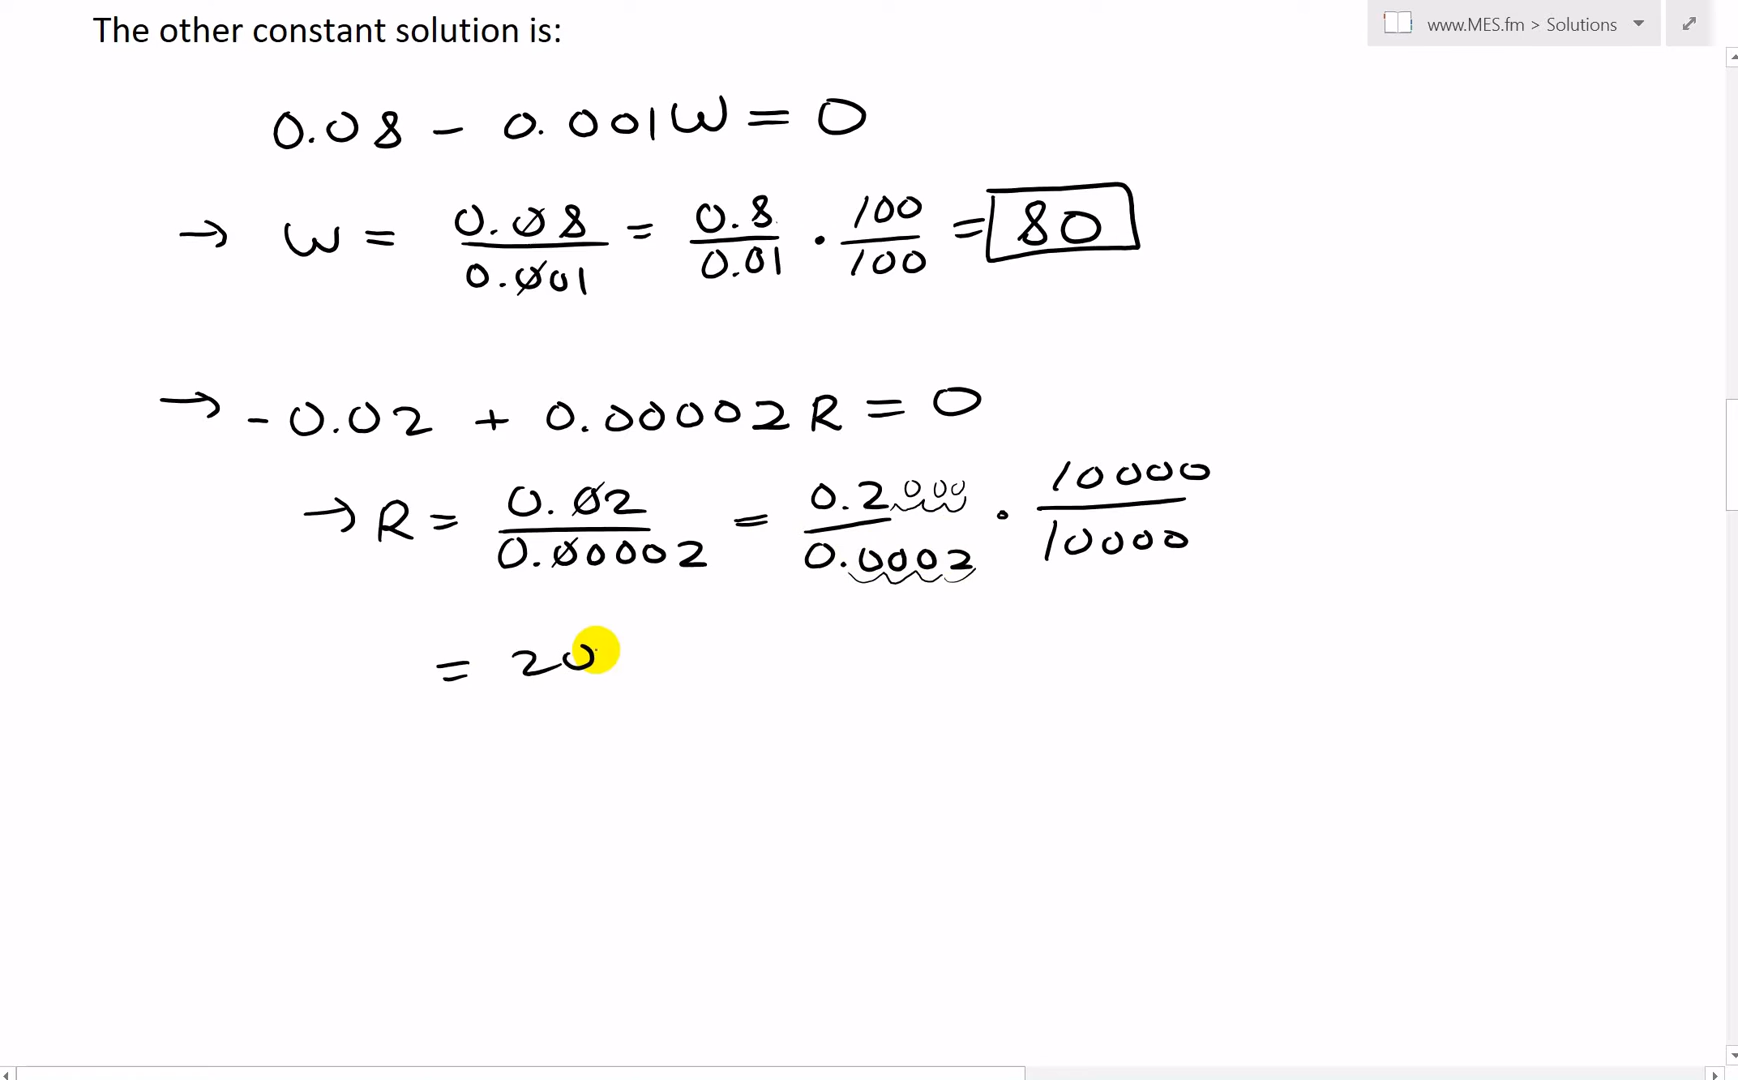 The other constant solution is:
www.MES.fm > Solutions
0.08 - 0.001W = 0
→ W = 0.08/0.001 = 0.8/0.01 · 100/100 = 80
→ -0.02 + 0.00002R = 0
→ R = 0.02/0.00002 = 0.2000/0.0002 · 10000/10000
= 20